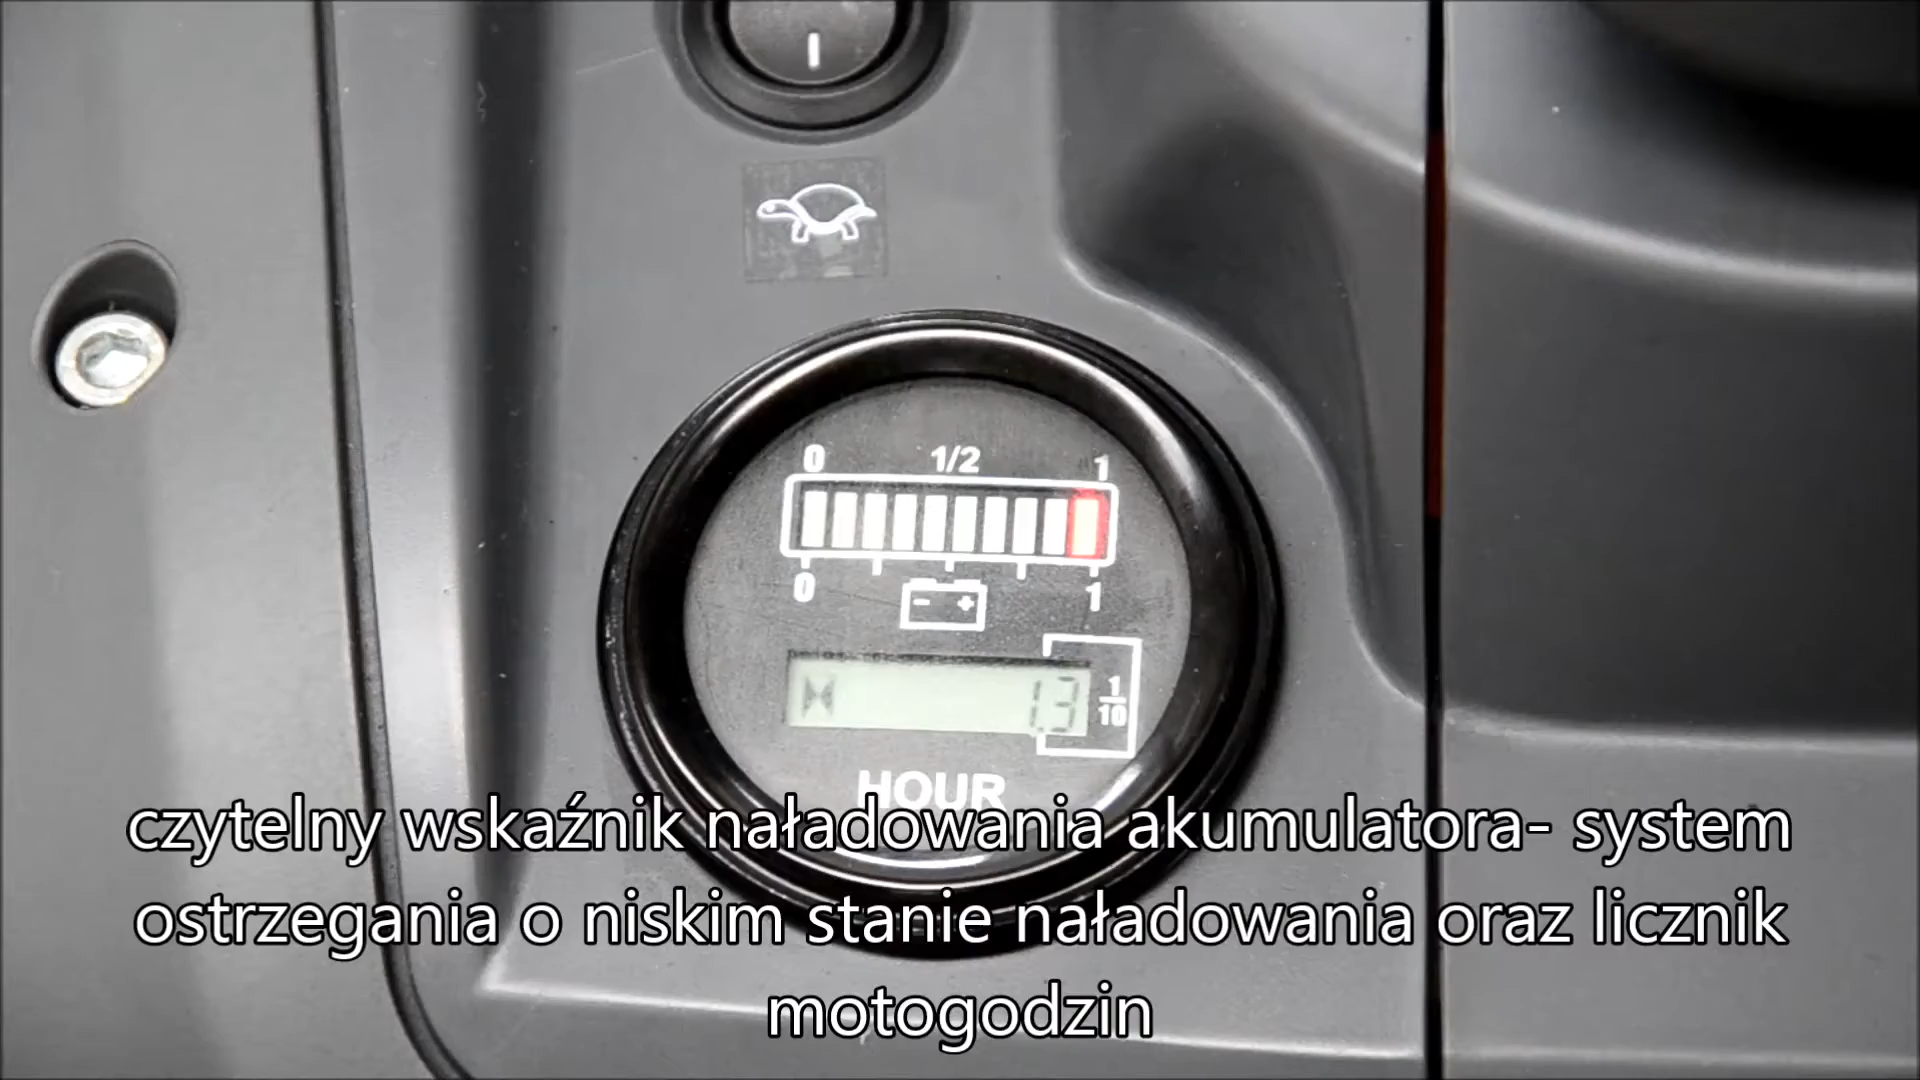 0 1/2 1
0 1
- +
1.3
1
10
HOUR
czytelny wskaźnik naładowania akumulatora- system
ostrzegania o niskim stanie naładowania oraz licznik
motogodzin